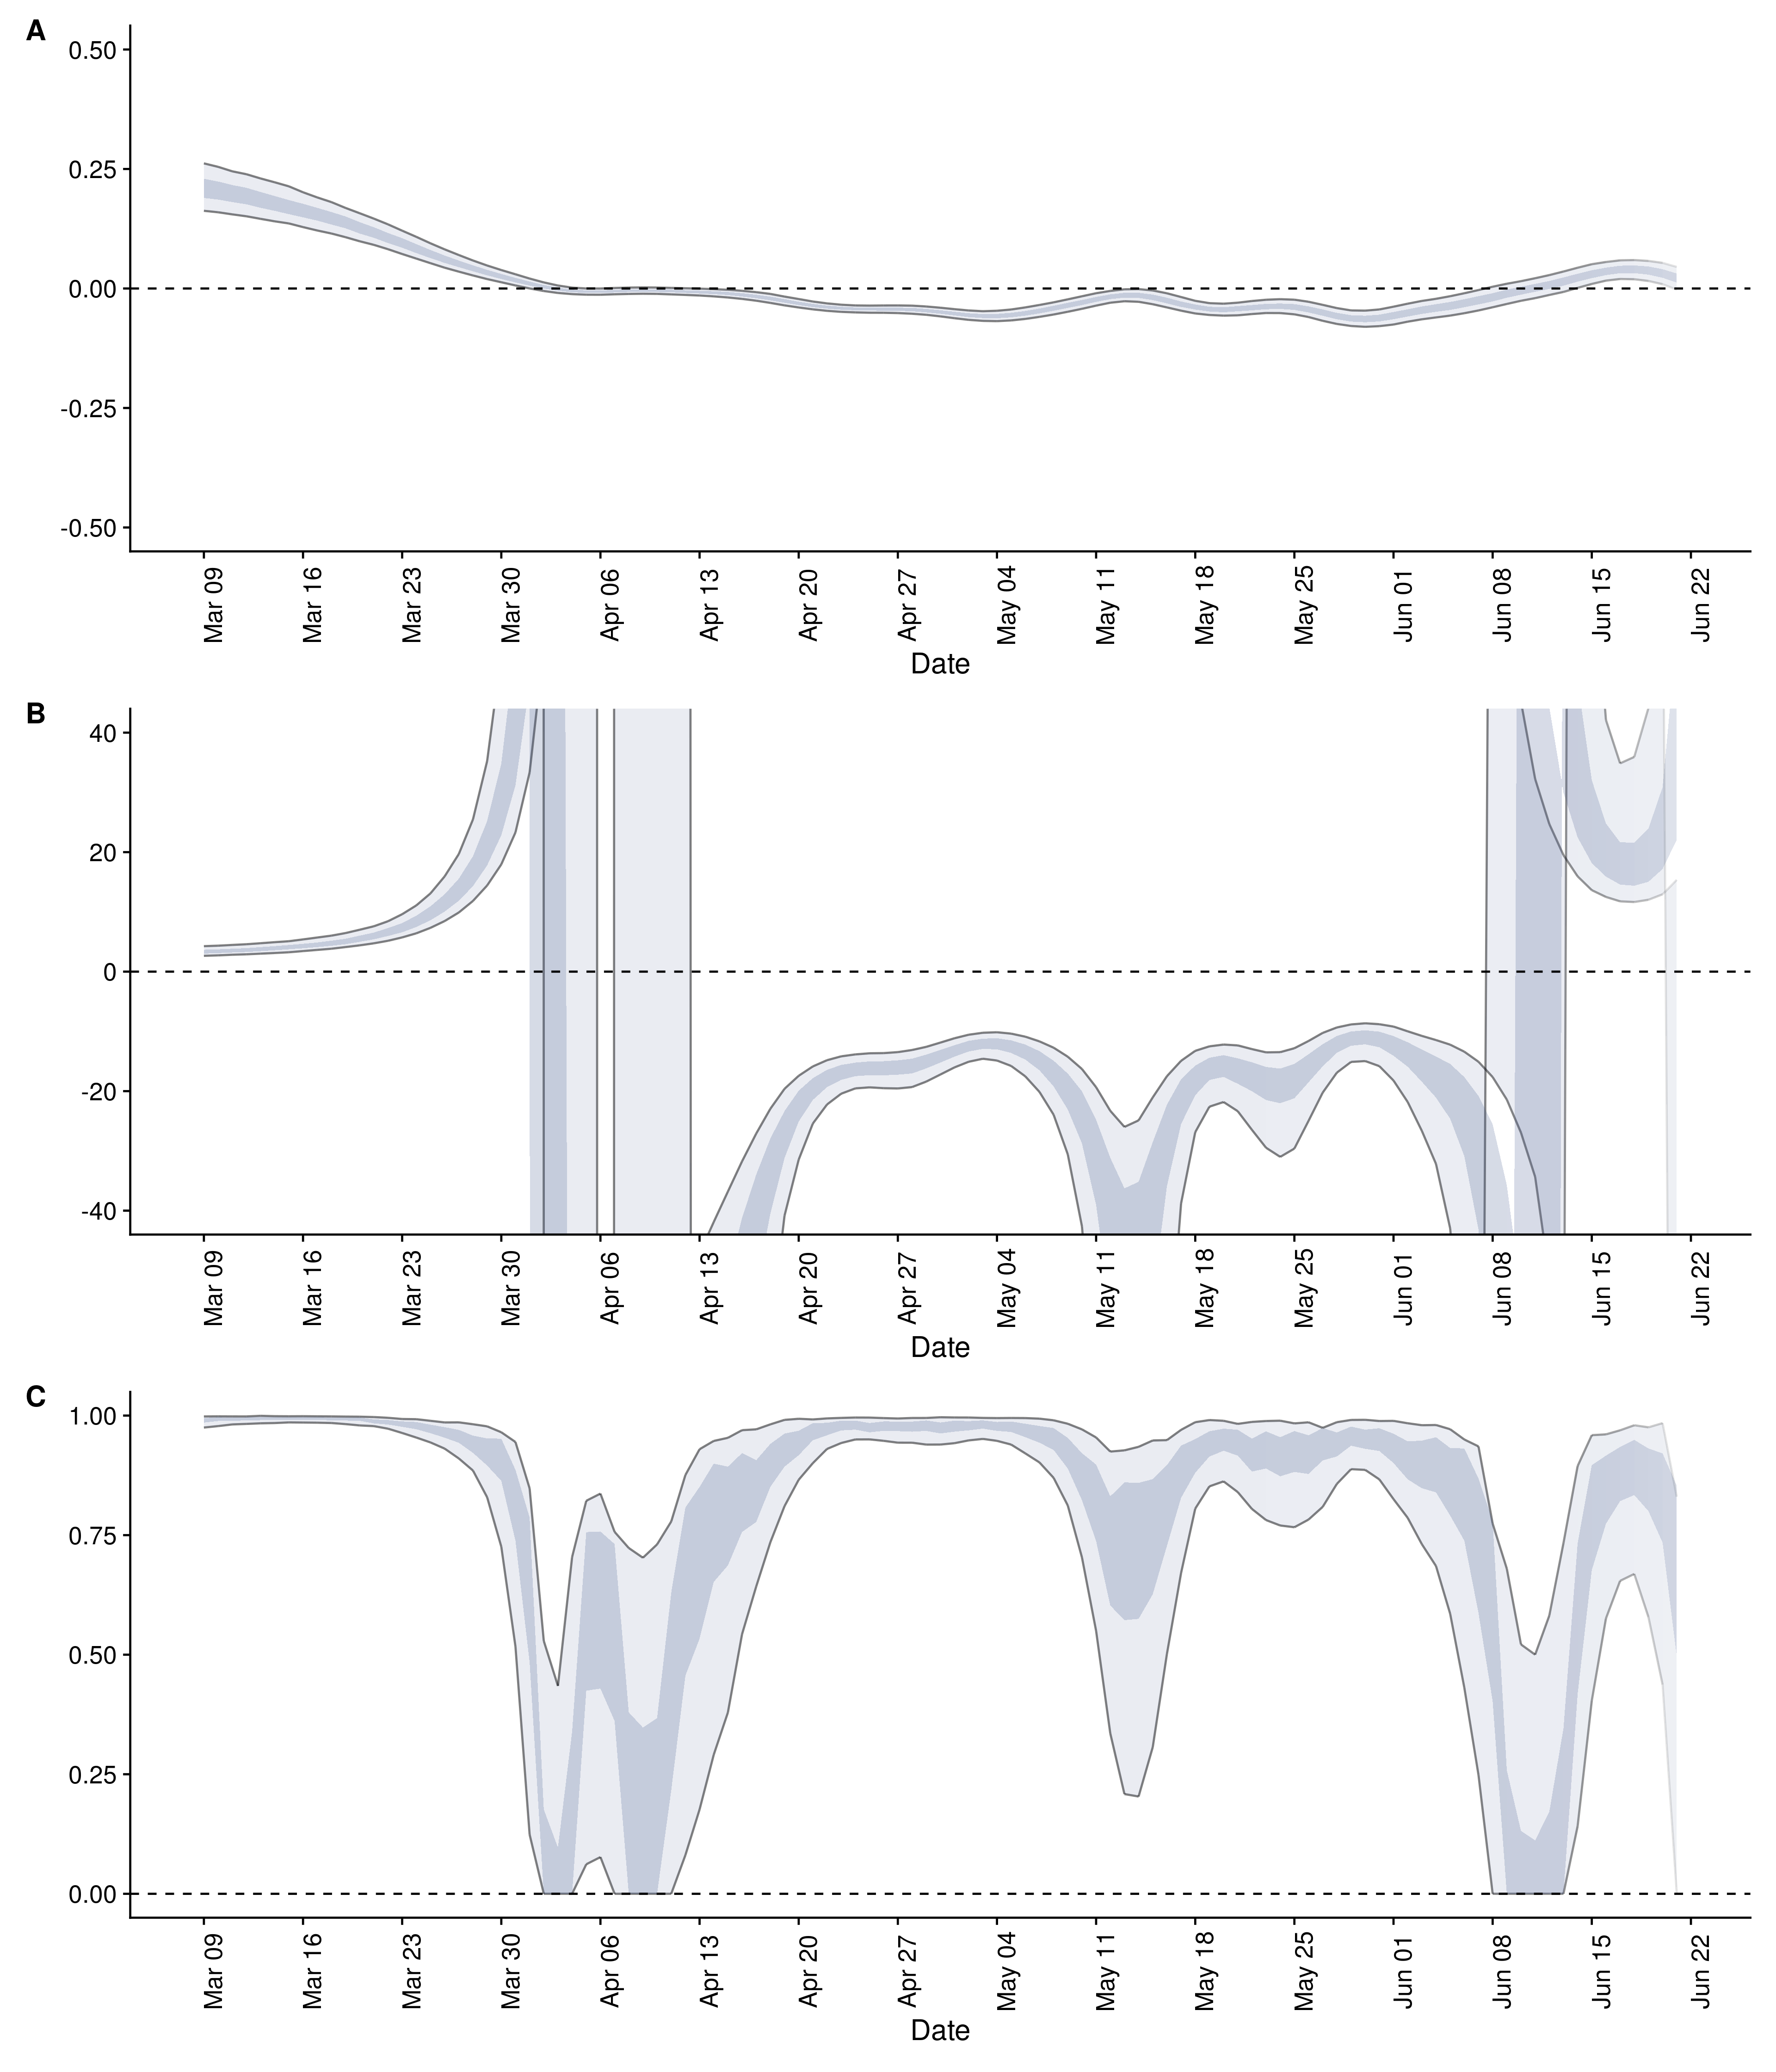 A
0.50
0.25
0.00
-0.25
-0.50
Mar 09
Mar 16
Mar 23
Mar 30
Apr 06
Apr 13
Apr 20
Apr 27
May 04
May 11
May 18
May 25
Jun 01
Jun 08
Jun 15
Jun 22
Date
B
40
20
0
-20
-40
Mar 09
Mar 16
Mar 23
Mar 30
Apr 06
Apr 13
Apr 20
Apr 27
May 04
May 11
May 18
May 25
Jun 01
Jun 08
Jun 15
Jun 22
Date
C
1.00
0.75
0.50
0.25
0.00
Mar 09
Mar 16
Mar 23
Mar 30
Apr 06
Apr 13
Apr 20
Apr 27
May 04
May 11
May 18
May 25
Jun 01
Jun 08
Jun 15
Jun 22
Date